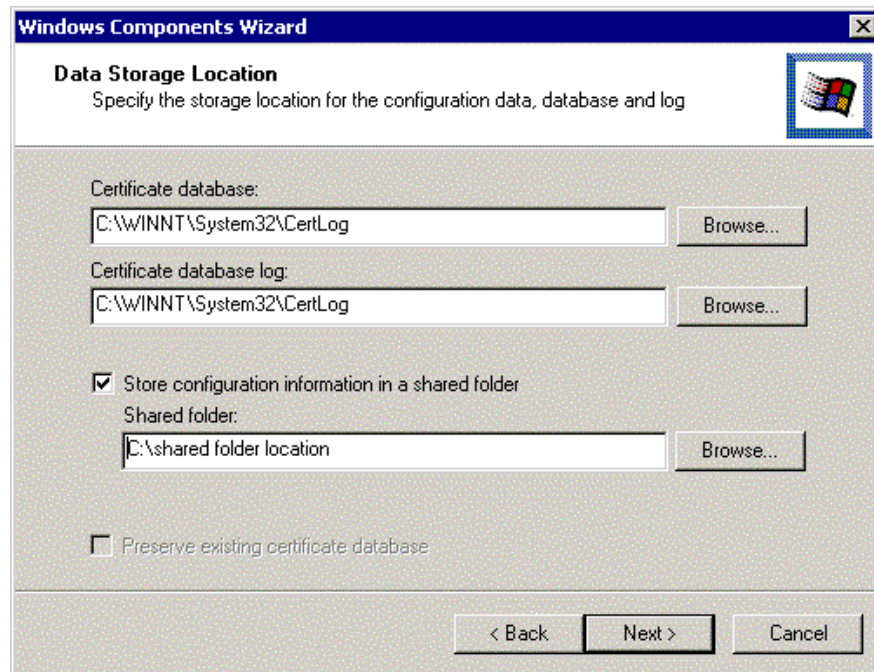 Windows Components Wizard
Data Storage Location
Specify the storage location for the configuration data, database and log
Certificate database:
C:\WINNT\System32\CertLog
Browse...
Certificate database log:
C:\WINNT\System32\CertLog
Browse...
Store configuration information in a shared folder
Shared folder:
C:\shared folder location
Browse...
Preserve existing certificate database
< Back
Next >
Cancel